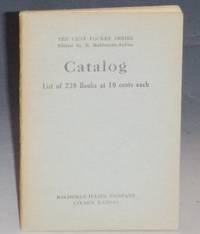 TEN CENT POCKET SERIES
Edited by E. Haldeman-Julius
Catalog
List of 239 Books at 10 cents each
HALDEMAN-JULIUS COMPANY
GIRARD, KANSAS